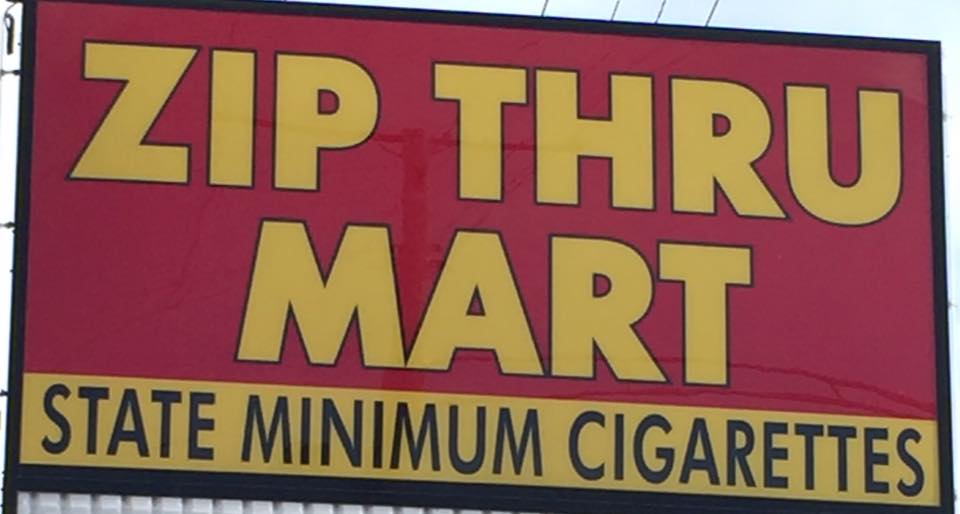 ZIP THRU
MART
STATE MINIMUM CIGARETTES